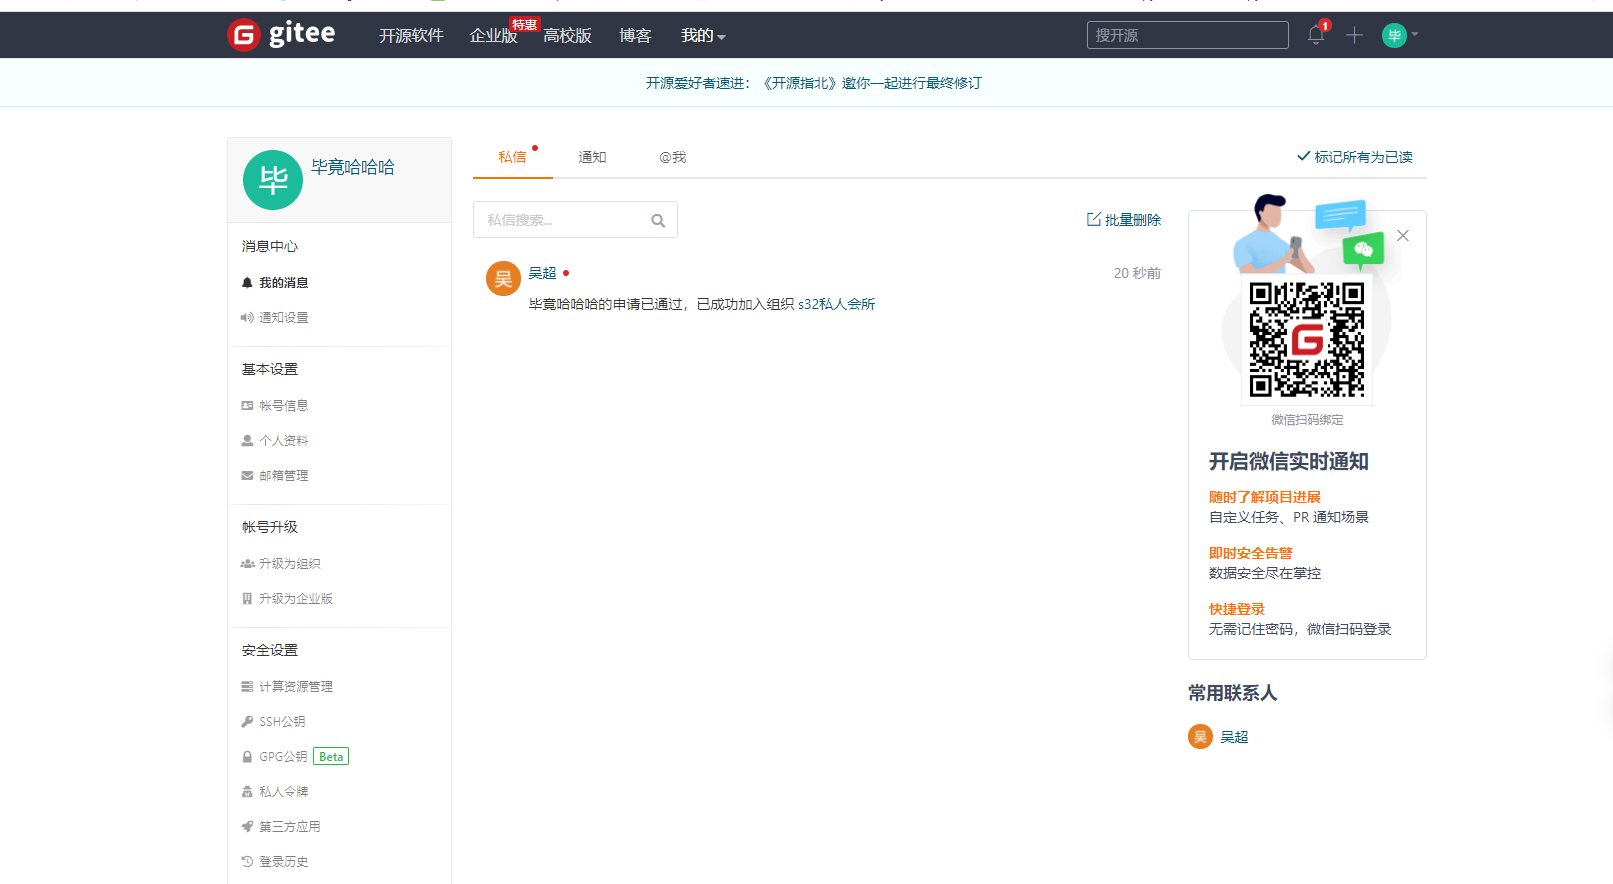 gitee
开源软件
企业版
特惠
高校版
博客
我的
搜开源
1
毕
开源爱好者速进：《开源指北》邀你一起进行最终修订
毕
毕竟哈哈哈
消息中心
我的消息
通知设置
基本设置
帐号信息
个人资料
邮箱管理
帐号升级
升级为组织
升级为企业版
安全设置
计算资源管理
SSH公钥
GPG公钥 Beta
私人令牌
第三方应用
登录历史
私信
通知
@我
标记所有为已读
私信搜索...
批量删除
吴
吴超
20 秒前
毕竟哈哈哈的申请已通过，已成功加入组织 s32私人会所
微信扫码绑定
开启微信实时通知
随时了解项目进展
自定义任务、PR 通知场景
即时安全告警
数据安全尽在掌控
快捷登录
无需记住密码，微信扫码登录
常用联系人
吴
吴超